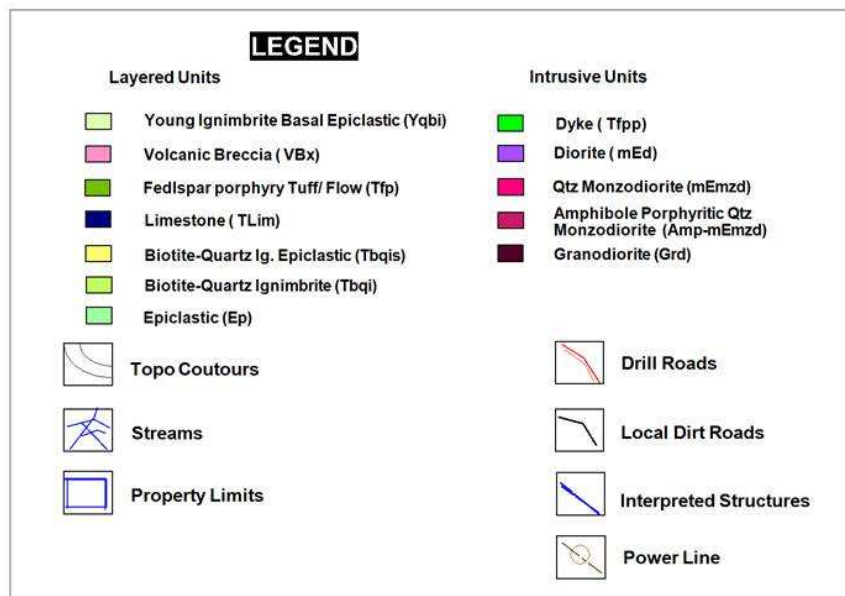 LEGEND
Layered Units
Young Ignimbrite Basal Epiclastic (Yqbi)
Volcanic Breccia ( VBx)
Fedlspar porphyry Tuff/ Flow (Tfp)
Limestone ( TLim)
Biotite-Quartz Ig. Epiclastic (Tbqis)
Biotite-Quartz Ignimbrite (Tbqi)
Epiclastic (Ep)
Intrusive Units
Dyke ( Tfpp)
Diorite ( mEd)
Qtz Monzodiorite (mEmzd)
Amphibole Porphyritic Qtz
Monzodiorite (Amp-mEmzd)
Granodiorite (Grd)
Topo Coutours
Streams
Property Limits
Drill Roads
Local Dirt Roads
Interpreted Structures
Power Line